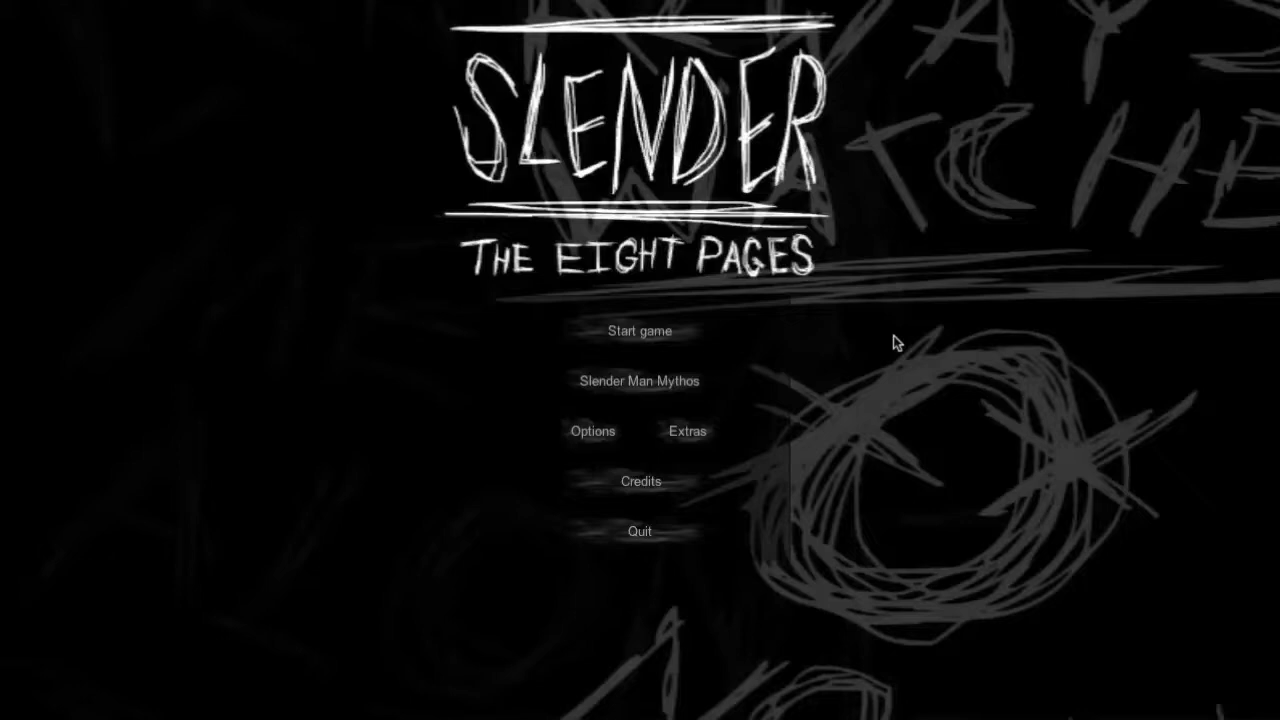 SLENDER
THE EIGHT PAGES
Start game
Slender Man Mythos
Options Extras
Credits
Quit